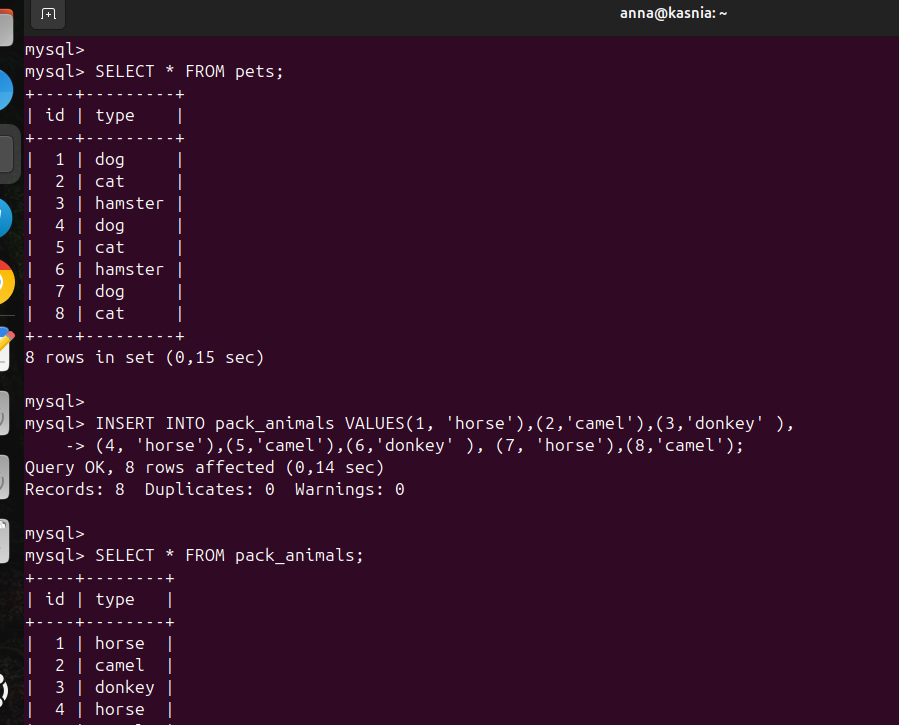 anna@kasnia: ~
mysql>
mysql> SELECT * FROM pets;
+----+---------+
| id | type    |
+----+---------+
|  1 | dog     |
|  2 | cat     |
|  3 | hamster |
|  4 | dog     |
|  5 | cat     |
|  6 | hamster |
|  7 | dog     |
|  8 | cat     |
+----+---------+
8 rows in set (0,15 sec)
mysql>
mysql> INSERT INTO pack_animals VALUES(1, 'horse'),(2,'camel'),(3,'donkey' ),
    -> (4, 'horse'),(5,'camel'),(6,'donkey' ), (7, 'horse'),(8,'camel');
Query OK, 8 rows affected (0,14 sec)
Records: 8  Duplicates: 0  Warnings: 0
mysql>
mysql> SELECT * FROM pack_animals;
+----+--------+
| id | type   |
+----+--------+
|  1 | horse  |
|  2 | camel  |
|  3 | donkey |
|  4 | horse  |